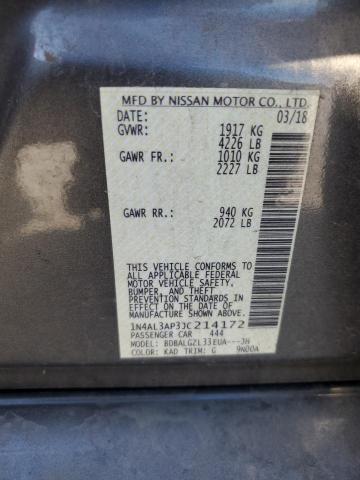 MFD BY NISSAN MOTOR CO., LTD.
DATE: 03/18
GVWR: 1917 KG
4226 LB
GAWR FR.: 1010 KG
2227 LB
GAWR RR.: 940 KG
2072 LB
THIS VEHICLE CONFORMS TO
ALL APPLICABLE FEDERAL
MOTOR VEHICLE SAFETY,
BUMPER, AND THEFT
PREVENTION STANDARDS
IN EFFECT ON THE DATE OF
MANUFACTURE SHOWN ABOVE.
1N4AL3AP3JC214172
PASSENGER CAR 444
MODEL: BDBALGZL33EUA---JH
COLOR: KAD TRIM: G 9N00A